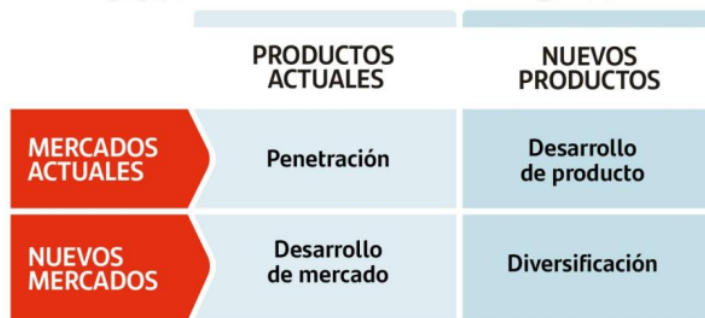 PRODUCTOS
ACTUALES
NUEVOS
PRODUCTOS
MERCADOS
ACTUALES
Penetración
Desarrollo
de producto
NUEVOS
MERCADOS
Desarrollo
de mercado
Diversificación